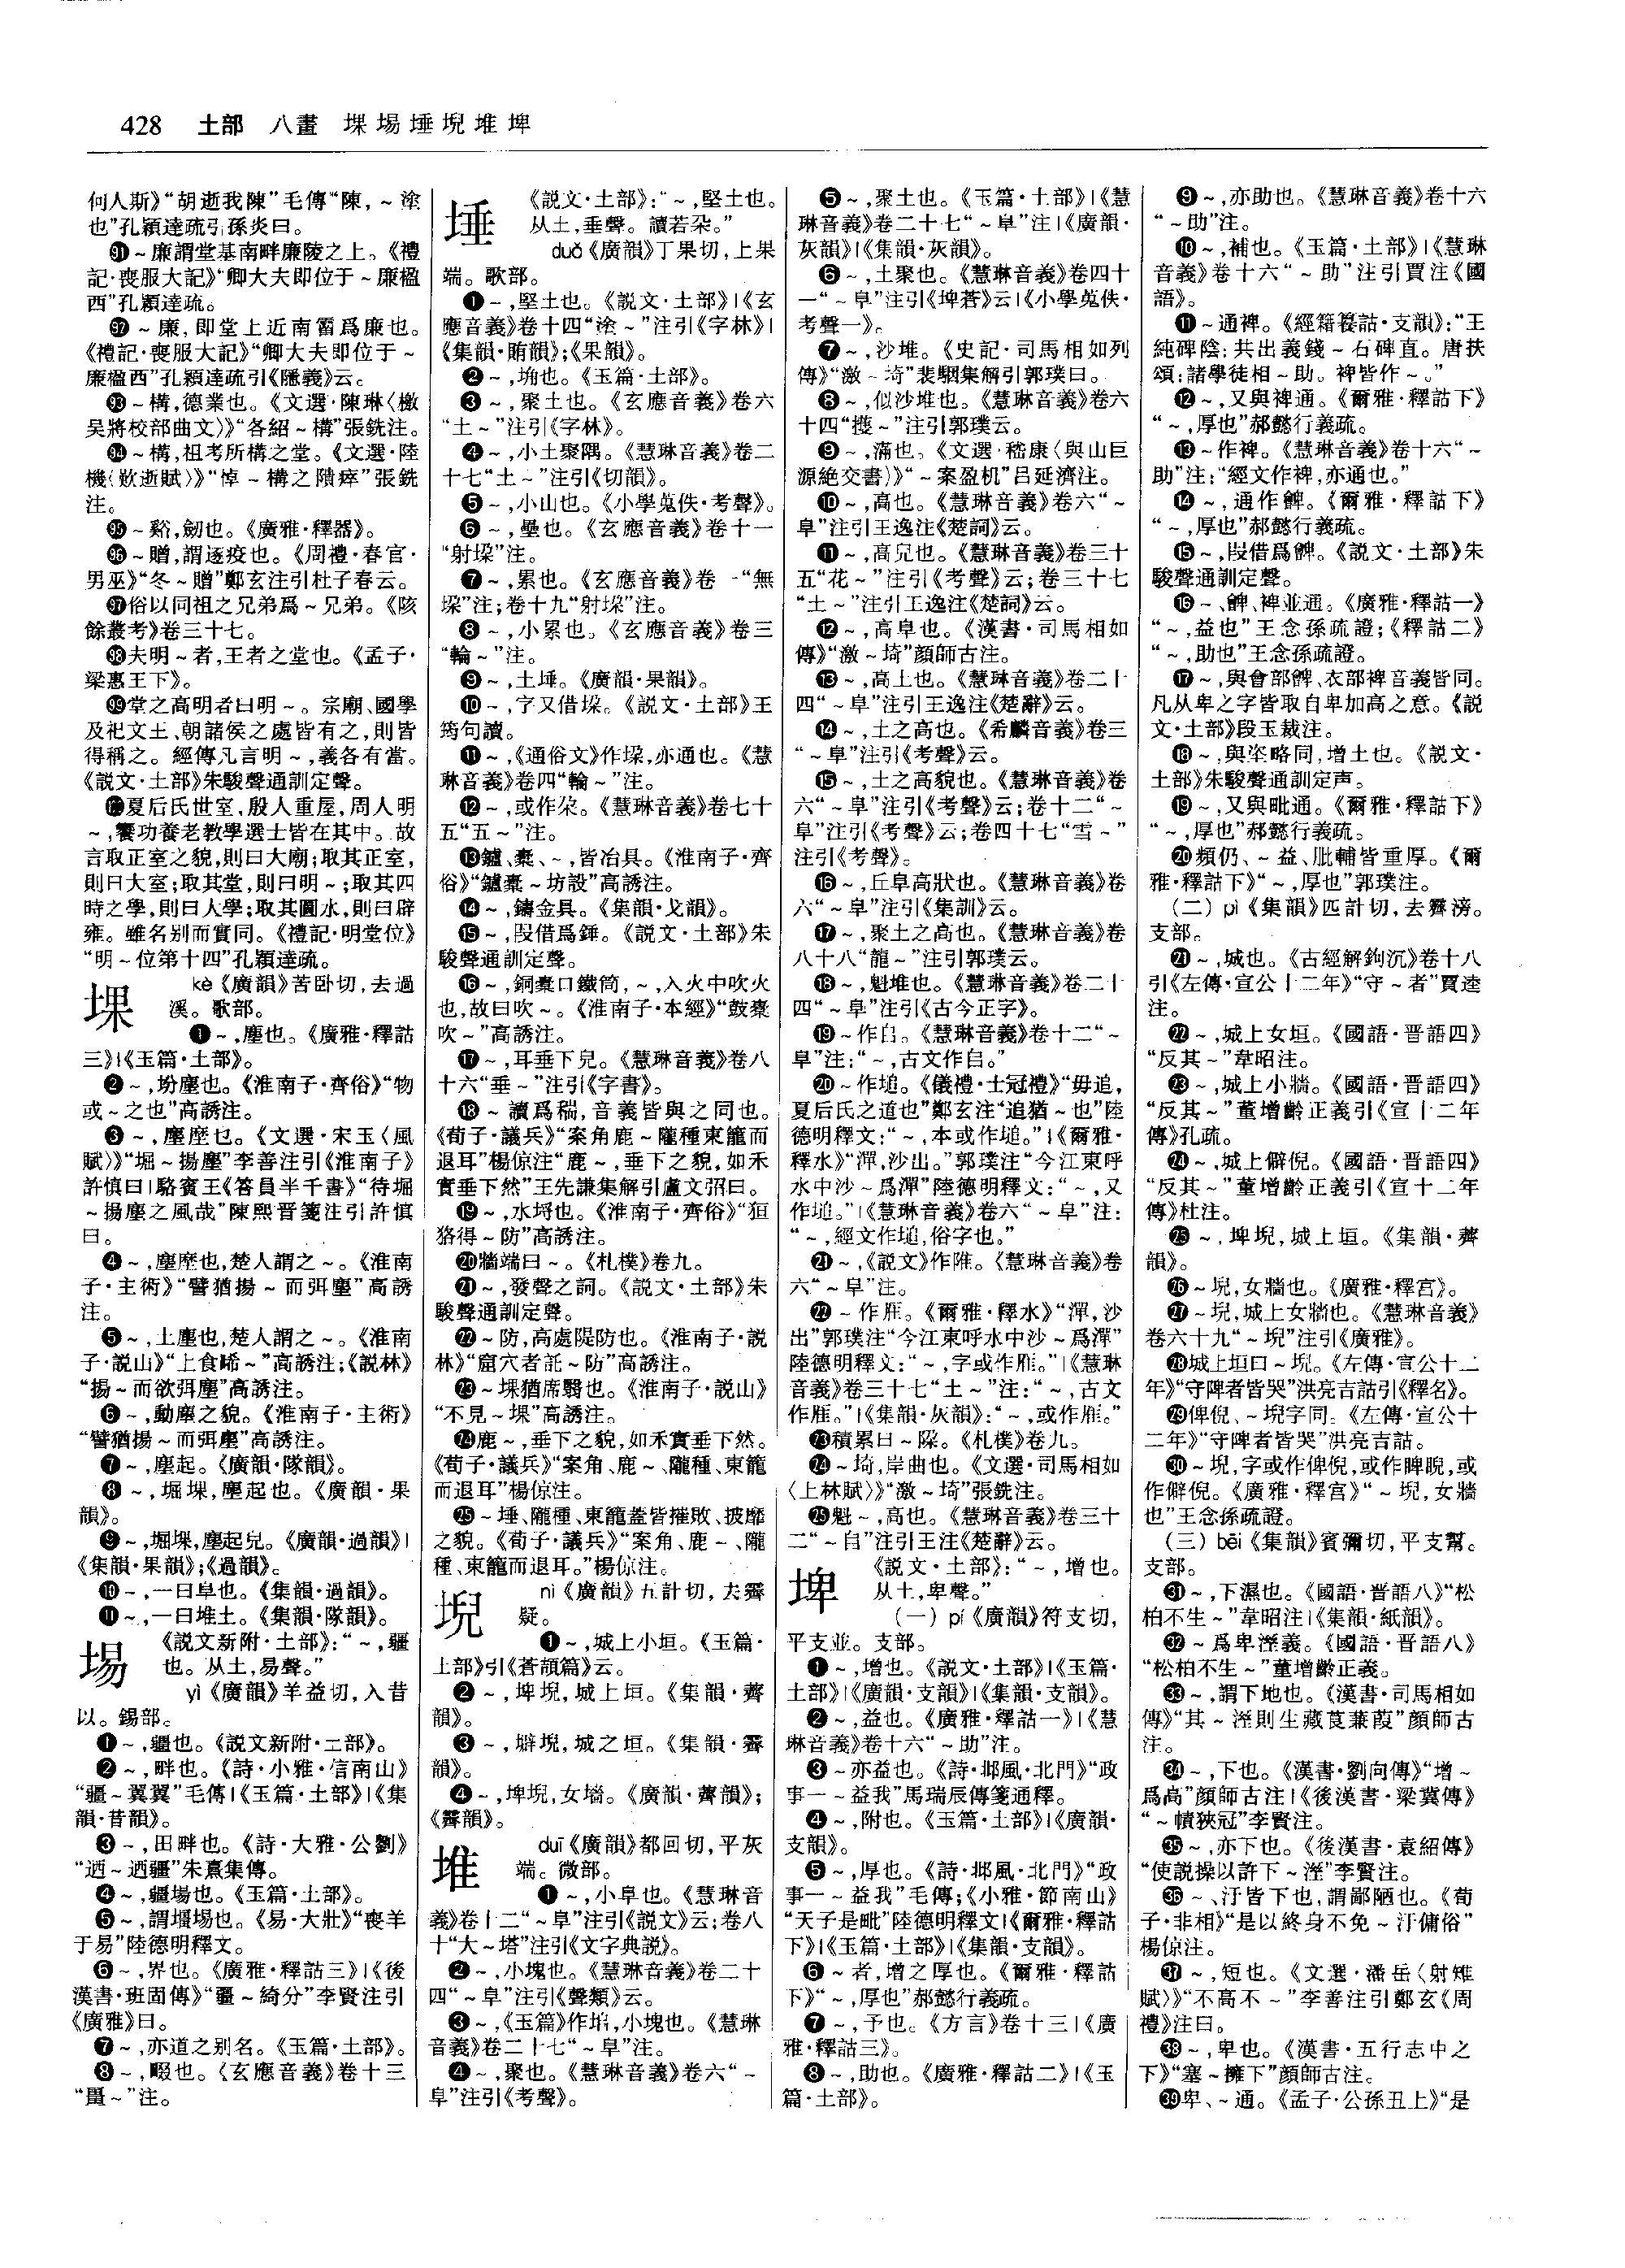 428 土部 八畫 堁場埵堄堆埤
何人斯》“胡逝我陳”毛傳“陳,～塗
也”孔穎達疏引孫炎曰。
�91～廉謂堂基南畔廉陵之上。《禮
記·喪服大記》“卿大夫即位于～廉楹
西”孔穎達疏。
92～廉,即堂上近南霤爲廉也。
《禮記·喪服大記》“卿大夫即位于～
廉楹西”孔穎達疏引《隱義》云。
93～構,德業也。《文選·陳琳〈檄
吴將校部曲文〉》“各紹～構”張銑注。
94～構,祖考所構之堂。《文選·陸
機〈歎逝賦〉》“悼～構之隤瘁”張銑
注。
95～谿,劒也。《廣雅·釋器》。
96～贈,謂逐疫也。《周禮·春官·
男巫》“冬～贈”鄭玄注引杜子春云。
97俗以同祖之兄弟爲～兄弟。《陔
餘叢考》卷三十七。
98夫明～者,王者之堂也。《孟子·
梁惠王下》。
99堂之高明者曰明～。宗廟、國學
及祀文王、朝諸侯之處皆有之,則皆
得稱之。經傳凡言明～,義各有當。
《説文·土部》朱駿聲通訓定聲。
100夏后氏世室,殷人重屋,周人明
～,饗功養老教學選士皆在其中。故
言取正室之貌,則曰大廟;取其正室,
則曰大室;取其堂,則曰明～;取其四
時之學,則曰大學;取其圓水,則曰辟
雍。雖名别而實同。《禮記·明堂位》
“明～位第十四”孔穎達疏。
堁 kè《廣韻》苦卧切,去過
溪。歌部。
❶～,塵也。《廣雅·釋詁
三》|《玉篇·土部》。
❷～,坋塵也。《淮南子·齊俗》“物
或～之也”高誘注。
❸～,塵塺也。《文選·宋玉〈風
賦〉》“堀～揚塵”李善注引《淮南子》
許慎曰|駱賓王《答員半千書》“待堀
～揚塵之風哉”陳熙晋箋注引許慎
曰。
❹～,塵塺也,楚人謂之～。《淮南
子·主術》“譬猶揚～而弭塵”高誘
注。
❺～,土塵也,楚人謂之～。《淮南
子·説山》“上食晞～”高誘注;《説林》
“揚～而欲弭塵”高誘注。
❻～,動塵之貌。《淮南子·主術》
“譬猶揚～而弭塵”高誘注。
❼～,塵起。《廣韻·隊韻》。
❽～,堀堁,塵起也。《廣韻·果
韻》。
❾～,堀堁,塵起皃。《廣韻·過韻》|
《集韻·果韻》;《過韻》。
❿～,一曰阜也。《集韻·過韻》。
⓫～,一曰堆土。《集韻·隊韻》。
埸 《説文新附·土部》:“～,疆
也。从土,易聲。”
yì《廣韻》羊益切,入昔
以。錫部。
❶～,疆也。《説文新附·土部》。
❷～,畔也。《詩·小雅·信南山》
“疆～翼翼”毛傳|《玉篇·土部》|《集
韻·昔韻》。
❸～,田畔也。《詩·大雅·公劉》
“迺～迺疆”朱熹集傳。
❹～,疆埸也。《玉篇·土部》。
❺～,謂壃埸也。《易·大壯》“喪羊
于易”陸德明釋文。
❻～,界也。《廣雅·釋詁三》|《後
漢書·班固傳》“疆～綺分”李賢注引
《廣雅》曰。
❼～,亦道之别名。《玉篇·土部》。
❽～,畷也。《玄應音義》卷十三
“畺～”注。
埵 《説文·土部》:“～,堅土也。
从土,垂聲。讀若朵。”
duǒ《廣韻》丁果切,上果
端。歌部。
❶～,堅土也。《説文·土部》|《玄
應音義》卷十四“塗～”注引《字林》|
《集韻·賄韻》;《果韻》。
❷～,垧也。《玉篇·土部》。
❸～,聚土也。《玄應音義》卷六
“土～”注引《字林》。
❹～,小土聚隅。《慧琳音義》卷二
十七“土～”注引《切韻》。
❺～,小山也。《小學蒐佚·考聲》。
❻～,壘也。《玄應音義》卷十一
“射垜”注。
❼～,累也。《玄應音義》卷一“無
垜”注;卷十九“射垜”注。
❽～,小累也。《玄應音義》卷三
“輪～”注。
❾～,土埵。《廣韻·果韻》。
❿～,字又借垜。《説文·土部》王
筠句讀。
⓫～,《通俗文》作垜,亦通也。《慧
琳音義》卷四“輪～”注。
⓬～,或作朵。《慧琳音義》卷七十
五“五～”注。
⓭鑪、橐、～,皆冶具。《淮南子·齊
俗》“鑪橐～坊設”高誘注。
⓮～,鑄金具。《集韻·戈韻》。
⓯～,叚借爲錘。《説文·土部》朱
駿聲通訓定聲。
⓰～,銅橐口鐵筒,～,入火中吹火
也,故曰吹～。《淮南子·本經》“鼓橐
吹～”高誘注。
⓱～,耳垂下皃。《慧琳音義》卷八
十六“垂～”注引《字書》。
⓲～讀爲䅜,音義皆與之同也。
《荀子·議兵》“案角鹿～隴種東籠而
退耳”楊倞注“鹿～,垂下之貌,如禾
實垂下然”王先謙集解引盧文弨曰。
⓳～,水埒也。《淮南子·齊俗》“狟
狢得～防”高誘注。
⓴牆端曰～。《札樸》卷九。
㉑～,發聲之詞。《説文·土部》朱
駿聲通訓定聲。
㉒～防,高處隄防也。《淮南子·説
林》“窟穴者託～防”高誘注。
㉓～堁猶席翳也。《淮南子·説山》
“不見～堁”高誘注。
㉔鹿～,垂下之貌,如禾實垂下然。
《荀子·議兵》“案角、鹿～、隴種、東籠
而退耳”楊倞注。
㉕～埵、隴種、東籠蓋皆摧敗、披靡
之貌。《荀子·議兵》“案角、鹿～、隴
種、東籠而退耳。”楊倞注。
堄 nì《廣韻》五計切,去霽
疑。
❶～,城上小垣。《玉篇·
土部》引《蒼頡篇》云。
❷～,埤堄,城上垣。《集韻·薺
韻》。
❸～,壀堄,城之垣。《集韻·霽
韻》。
❹～,埤堄,女墻。《廣韻·薺韻》;
《霽韻》。
堆 duī《廣韻》都回切,平灰
端。微部。
❶～,小阜也。《慧琳音
義》卷十二“～阜”注引《説文》云;卷八
十“大～塔”注引《文字典説》。
❷～,小塊也。《慧琳音義》卷二十
四“～阜”注引《聲類》云。
❸～,《玉篇》作㙂,小塊也。《慧琳
音義》卷二十七“～阜”注。
❹～,聚也。《慧琳音義》卷六“～
阜”注引《考聲》。
❺～,聚土也。《玉篇·土部》|《慧
琳音義》卷二十七“～阜”注|《廣韻·
灰韻》|《集韻·灰韻》。
❻～,土聚也。《慧琳音義》卷四十
一“～阜”注引《埤蒼》云|《小學蒐佚·
考聲一》。
❼～,沙堆。《史記·司馬相如列
傳》“激～埼”裴駰集解引郭璞曰。
❽～,似沙堆也。《慧琳音義》卷六
十四“擭～”注引郭璞云。
❾～,滿也。《文選·嵇康〈與山巨
源絶交書〉》“～案盈机”吕延濟注。
❿～,高也。《慧琳音義》卷六“～
阜”注引王逸注《楚詞》云。
⓫～,高皃也。《慧琳音義》卷三十
五“花～”注引《考聲》云;卷三十七
“土～”注引王逸注《楚詞》云。
⓬～,高阜也。《漢書·司馬相如
傳》“激～埼”顔師古注。
⓭～,高土也。《慧琳音義》卷二十
四“～阜”注引王逸注《楚辭》云。
⓮～,土之高也。《希麟音義》卷三
“～阜”注引《考聲》云。
⓯～,土之高貌也。《慧琳音義》卷
六“～阜”注引《考聲》云;卷十二“～
阜”注引《考聲》云;卷四十七“雪～”
注引《考聲》。
⓰～,丘阜高狀也。《慧琳音義》卷
六“～阜”注引《集訓》云。
⓱～,聚土之高也。《慧琳音義》卷
八十八“龍～”注引郭璞云。
⓲～,魁堆也。《慧琳音義》卷二十
四“～阜”注引《古今正字》。
⓳～作𠂤。《慧琳音義》卷十二“～
阜”注:“～,古文作𠂤。”
⓴～作塠。《儀禮·士冠禮》“毋追,
夏后氏之道也”鄭玄注“追猶～也”陸
德明釋文:“～,本或作塠。”|《爾雅·
釋水》“潬,沙出。”郭璞注“今江東呼
水中沙～爲潬”陸德明釋文:“～,又
作塠。”|《慧琳音義》卷六“～阜”注:
“～,經文作塠,俗字也。”
㉑～,《説文》作陮。《慧琳音義》卷
六“～阜”注。
㉒～作䧹。《爾雅·釋水》“潬,沙
出”郭璞注“今江東呼水中沙～爲潬”
陸德明釋文:“～,字或作䧹。”|《慧琳
音義》卷三十七“土～”注:“～,古文
作雇。”|《集韻·灰韻》:“～,或作雇。”
㉓積累曰～垜。《札樸》卷九。
㉔～埼,岸曲也。《文選·司馬相如
〈上林賦〉》“激～埼”張銑注。
㉕魁～,高也。《慧琳音義》卷三十
二“～𠂤”注引王注《楚辭》云。
埤 《説文·土部》:“～,增也。
从土,卑聲。”
(一) pí《廣韻》符支切,
平支並。支部。
❶～,增也。《説文·土部》|《玉篇·
土部》|《廣韻·支韻》|《集韻·支韻》。
❷～,益也。《廣雅·釋詁一》|《慧
琳音義》卷十六“～助”注。
❸～亦益也。《詩·邶風·北門》“政
事一～益我”馬瑞辰傳箋通釋。
❹～,附也。《玉篇·土部》|《廣韻·
支韻》。
❺～,厚也。《詩·邶風·北門》“政
事一～益我”毛傳;《小雅·節南山》
“天子是毗”陸德明釋文|《爾雅·釋詁
下》|《玉篇·土部》|《集韻·支韻》。
❻～者,增之厚也。《爾雅·釋詁
下》“～,厚也”郝懿行義疏。
❼～,予也。《方言》卷十三|《廣
雅·釋詁三》。
❽～,助也。《廣雅·釋詁二》|《玉
篇·土部》。
❾～,亦助也。《慧琳音義》卷十六
“～助”注。
❿～,補也。《玉篇·土部》|《慧琳
音義》卷十六“～助”注引賈注《國
語》。
⓫～通裨。《經籍籑詁·支韻》:“王
純碑陰:共出義錢～石碑直。唐扶
頌:諸學徒相～助。裨皆作～。”
⓬～,又與裨通。《爾雅·釋詁下》
“～,厚也”郝懿行義疏。
⓭～作裨。《慧琳音義》卷十六“～
助”注:“經文作裨,亦通也。”
⓮～,通作朇。《爾雅·釋詁下》
“～,厚也”郝懿行義疏。
⓯～,叚借爲朇。《説文·土部》朱
駿聲通訓定聲。
⓰～、朇、裨並通。《廣雅·釋詁一》
“～,益也”王念孫疏證;《釋詁二》
“～,助也”王念孫疏證。
⓱～,與會部朇、衣部裨音義皆同。
凡从卑之字皆取自卑加高之意。《説
文·土部》段玉裁注。
⓲～,與垐略同,增土也。《説文·
土部》朱駿聲通訓定声。
⓳～,又與毗通。《爾雅·釋詁下》
“～,厚也”郝懿行義疏。
⓴頻仍、～益、肶輔皆重厚。《爾
雅·釋詁下》“～,厚也”郭璞注。
(二) pì《集韻》匹計切,去霽滂。
支部。
㉑～,城也。《古經解鉤沉》卷十八
引《左傳·宣公十二年》“守～者”賈逵
注。
㉒～,城上女垣。《國語·晋語四》
“反其～”韋昭注。
㉓～,城上小牆。《國語·晋語四》
“反其～”董增齡正義引《宣十二年
傳》孔疏。
㉔～,城上僻倪。《國語·晋語四》
“反其～”董增齡正義引《宣十二年
傳》杜注。
㉕～,埤堄,城上垣。《集韻·薺
韻》。
㉖～堄,女牆也。《廣雅·釋宫》。
㉗～堄,城上女牆也。《慧琳音義》
卷六十九“～堄”注引《廣雅》。
㉘城上垣曰～堄。《左傳·宣公十二
年》“守陴者皆哭”洪亮吉詁引《釋名》。
㉙俾倪、～堄字同。《左傳·宣公十
二年》“守陴者皆哭”洪亮吉詁。
㉚～堄,字或作俾倪,或作睥睨,或
作僻倪。《廣雅·釋宫》“～堄,女牆
也”王念孫疏證。
(三) bēi《集韻》賓彌切,平支幫。
支部。
㉛～,下濕也。《國語·晋語八》“松
柏不生～”韋昭注|《集韻·紙韻》。
㉜～爲卑溼義。《國語·晋語八》
“松柏不生～”董增齡正義。
㉝～,謂下地也。《漢書·司馬相如
傳》“其～溼則生藏莨蒹葭”顔師古
注。
㉞～,下也。《漢書·劉向傳》“增～
爲高”顔師古注|《後漢書·梁冀傳》
“～幘狹冠”李賢注。
㉟～,亦下也。《後漢書·袁紹傳》
“使説操以許下～溼”李賢注。
㊱～、汙皆下也,謂鄙陋也。《荀
子·非相》“是以終身不免～汙傭俗”
楊倞注。
㊲～,短也。《文選·潘岳〈射雉
賦〉》“不高不～”李善注引鄭玄《周
禮》注曰。
㊳～,卑也。《漢書·五行志中之
下》“塞～擁下”顔師古注。
㊴卑、～通。《孟子·公孫丑上》“是